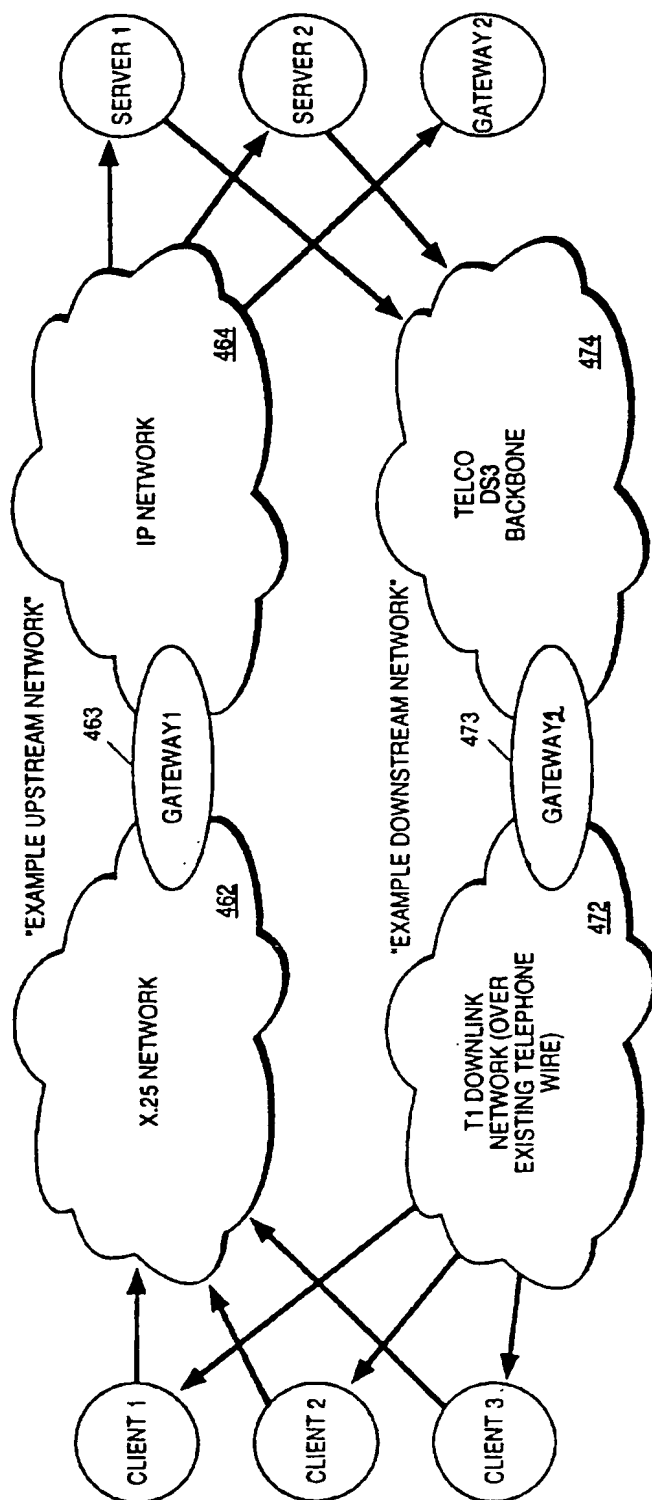 "EXAMPLE UPSTREAM NETWORK"
CLIENT 1
CLIENT 2
CLIENT 3
X.25 NETWORK
462
463
GATEWAY1
IP NETWORK
464
SERVER 1
SERVER 2
GATEWAY2
"EXAMPLE DOWNSTREAM NETWORK"
T1 DOWNLINK
NETWORK (OVER
EXISTING TELEPHONE
WIRE)
472
473
GATEWAY2
TELCO
DS3
BACKBONE
474